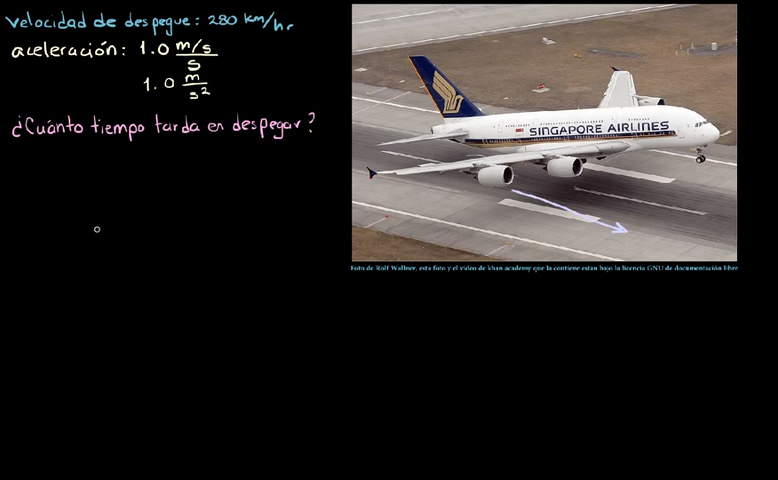 Velocidad de despegue: 280 km/hr
aceleración: 1.0 m/s/s
1.0 m/s²
¿Cuánto tiempo tarda en despegar?
SINGAPORE AIRLINES
Foto de Rolf Wallner, esta foto y el video de khan academy que la contiene estan bajo la licencia GNU de documentación libre